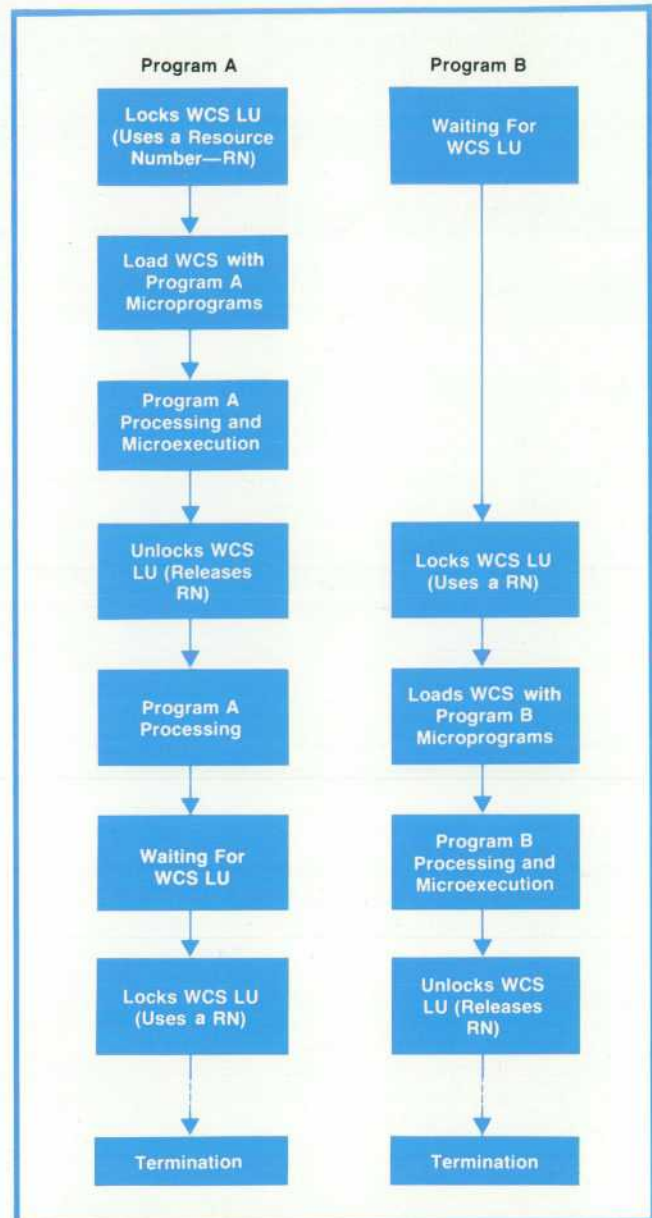 Program A
Locks WCS LU
(Uses a Resource
Number—RN)
Load WCS with
Program A
Microprograms
Program A
Processing and
Microexecution
Unlocks WCS
LU (Releases
RN)
Program A
Processing
Waiting For
WCS LU
Locks WCS LU
(Uses a RN)
Termination
Program B
Waiting For
WCS LU
Locks WCS LU
(Uses a RN)
Loads WCS with
Program B
Microprograms
Program B
Processing and
Microexecution
Unlocks WCS
LU (Releases
RN)
Termination